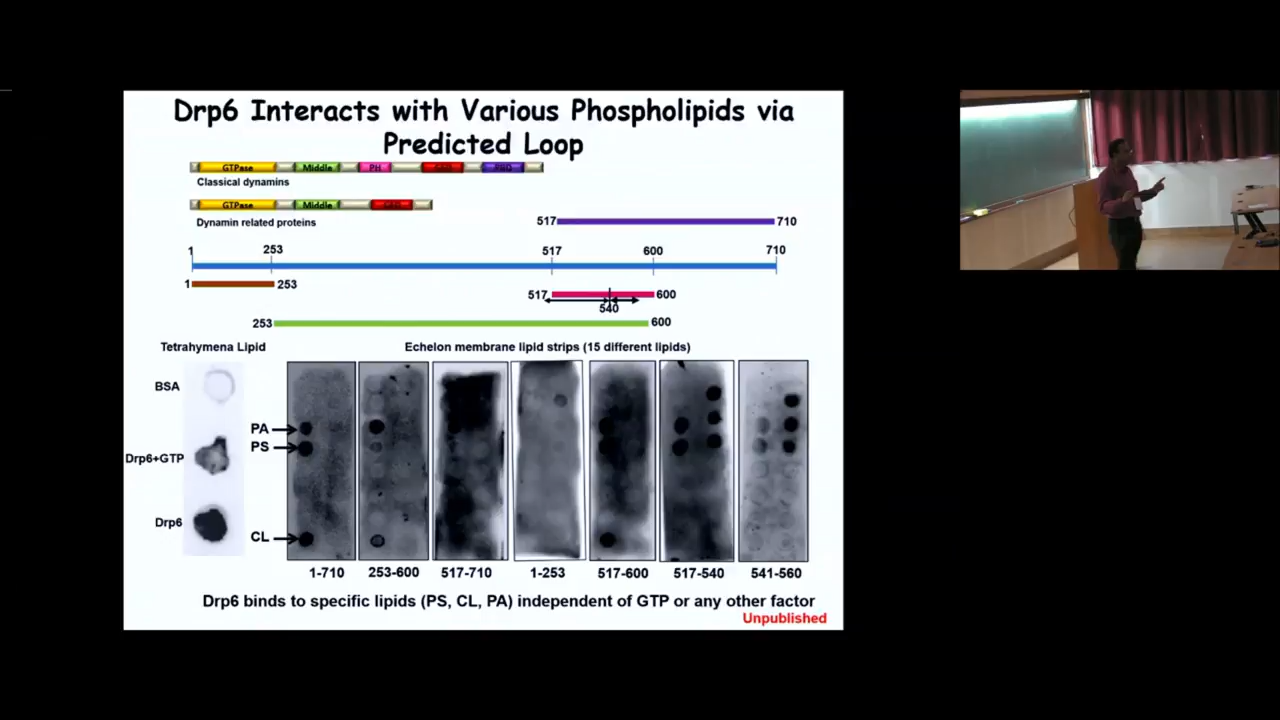 Drp6 Interacts with Various Phospholipids via
Predicted Loop
GTPase Middle PH
Classical dynamins
GTPase Middle
Dynamin related proteins
517 710
1 253 517 600 710
1 253
517 600
540
253 600
Tetrahymena Lipid
Echelon membrane lipid strips (15 different lipids)
BSA
PA
PS
Drp6+GTP
Drp6
CL
1-710 253-600 517-710 1-253 517-600 517-540 541-560
Drp6 binds to specific lipids (PS, CL, PA) independent of GTP or any other factor
Unpublished